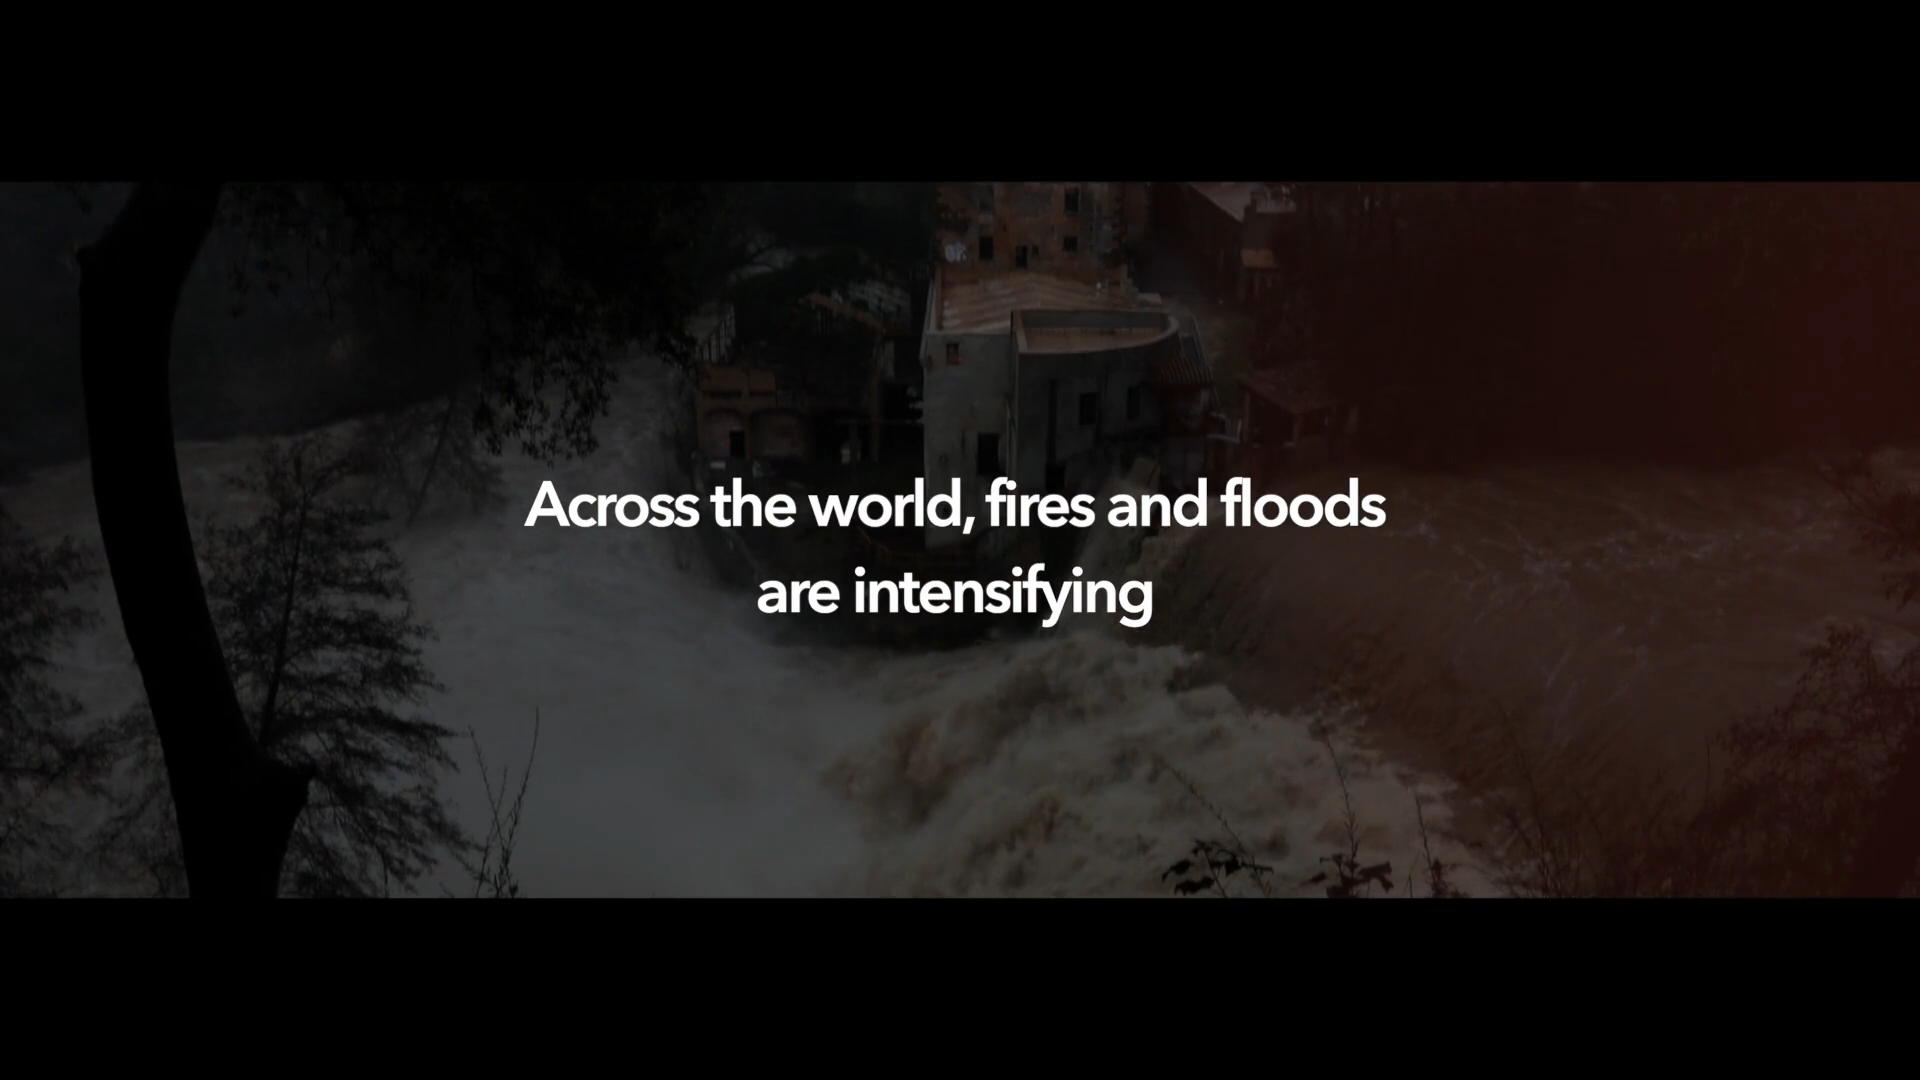 Across the world, fires and floods
are intensifying